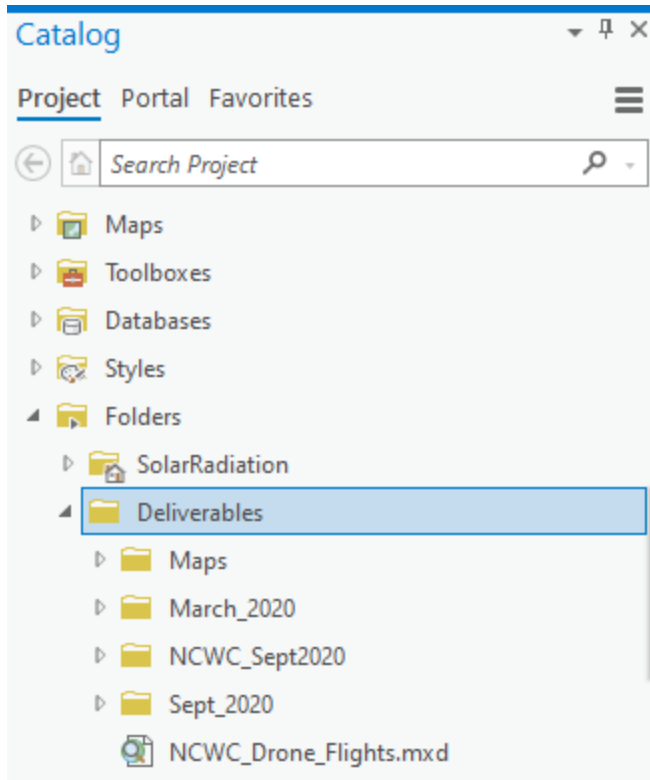 Catalog
Project Portal Favorites
Search Project
Maps
Toolboxes
Databases
Styles
Folders
SolarRadiation
Deliverables
Maps
March_2020
NCWC_Sept2020
Sept_2020
NCWC_Drone_Flights.mxd